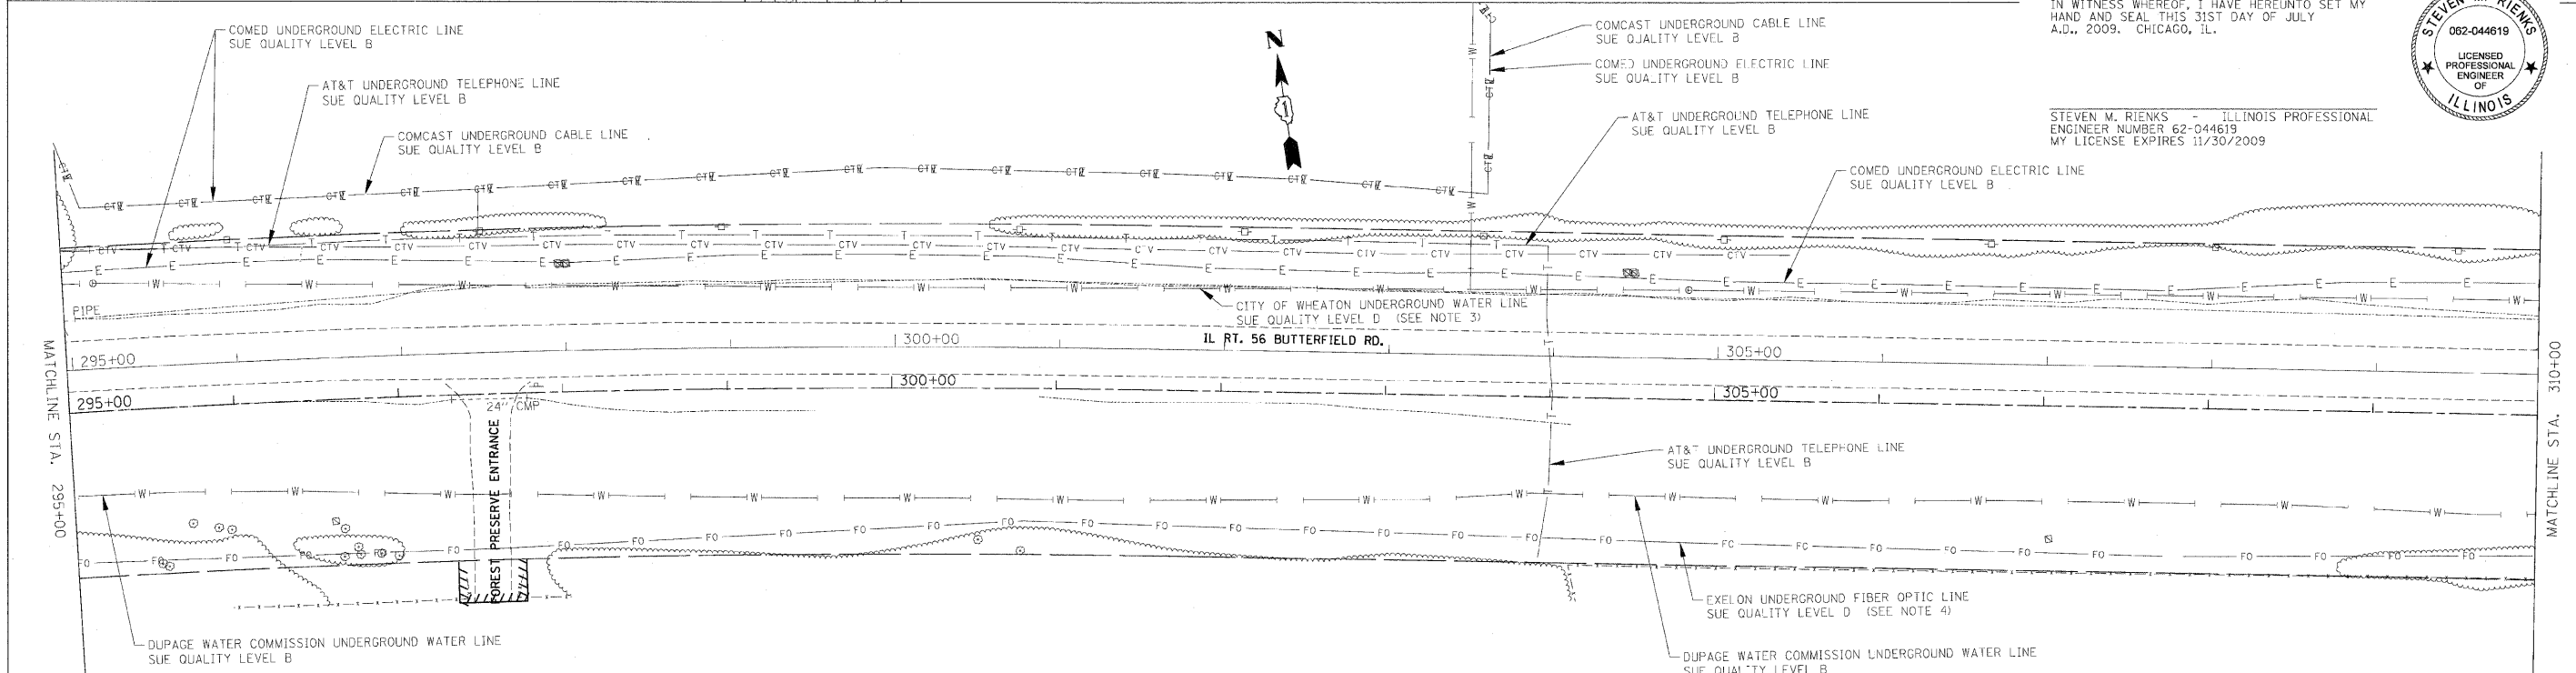 IN WITNESS WHEREOF, I HAVE HEREUNTO SET MY
HAND AND SEAL THIS 31ST DAY OF JULY
A.D., 2009. CHICAGO, IL.
STEVEN M. RIENKS
062-044619
LICENSED
PROFESSIONAL
ENGINEER
OF
ILLINOIS
STEVEN M. RIENKS - ILLINOIS PROFESSIONAL
ENGINEER NUMBER 62-044619
MY LICENSE EXPIRES 11/30/2009
COMED UNDERGROUND ELECTRIC LINE
SUE QUALITY LEVEL B
AT&T UNDERGROUND TELEPHONE LINE
SUE QUALITY LEVEL B
COMCAST UNDERGROUND CABLE LINE
SUE QUALITY LEVEL B
N
COMCAST UNDERGROUND CABLE LINE
SUE QUALITY LEVEL B
COMED UNDERGROUND ELECTRIC LINE
SUE QUALITY LEVEL B
AT&T UNDERGROUND TELEPHONE LINE
SUE QUALITY LEVEL B
COMED UNDERGROUND ELECTRIC LINE
SUE QUALITY LEVEL B
PIPE
CITY OF WHEATON UNDERGROUND WATER LINE
SUE QUALITY LEVEL D (SEE NOTE 3)
IL RT. 56 BUTTERFIELD RD.
295+00
300+00
305+00
295+00
300+00
305+00
24" CMP
FOREST PRESERVE ENTRANCE
MATCHLINE STA. 295+00
MATCHLINE STA. 310+00
AT&T UNDERGROUND TELEPHONE LINE
SUE QUALITY LEVEL B
EXELON UNDERGROUND FIBER OPTIC LINE
SUE QUALITY LEVEL D (SEE NOTE 4)
DUPAGE WATER COMMISSION UNDERGROUND WATER LINE
SUE QUALITY LEVEL B
DUPAGE WATER COMMISSION UNDERGROUND WATER LINE
SUE QUALITY LEVEL B